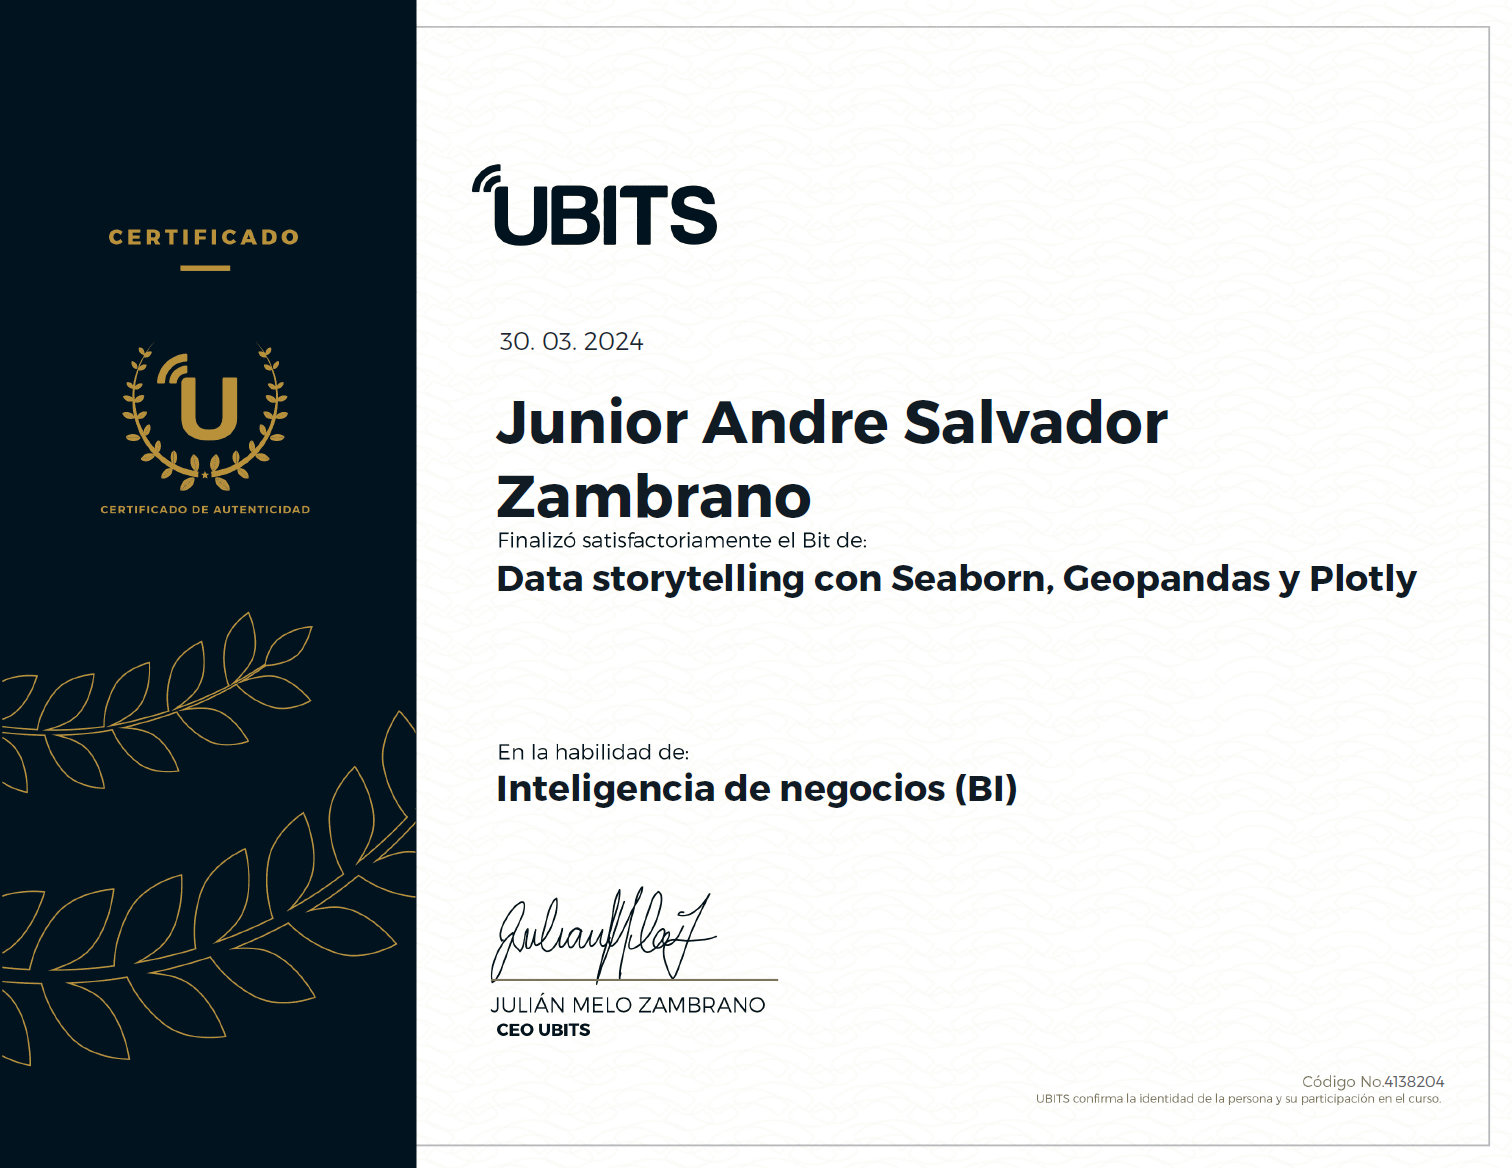 CERTIFICADO
U
CERTIFICADO DE AUTENTICIDAD
UBITS
30. 03. 2024
Junior Andre Salvador
Zambrano
Finalizó satisfactoriamente el Bit de:
Data storytelling con Seaborn, Geopandas y Plotly
En la habilidad de:
Inteligencia de negocios (BI)
JULIÁN MELO ZAMBRANO
CEO UBITS
Código No.4138204
UBITS confirma la identidad de la persona y su participación en el curso.